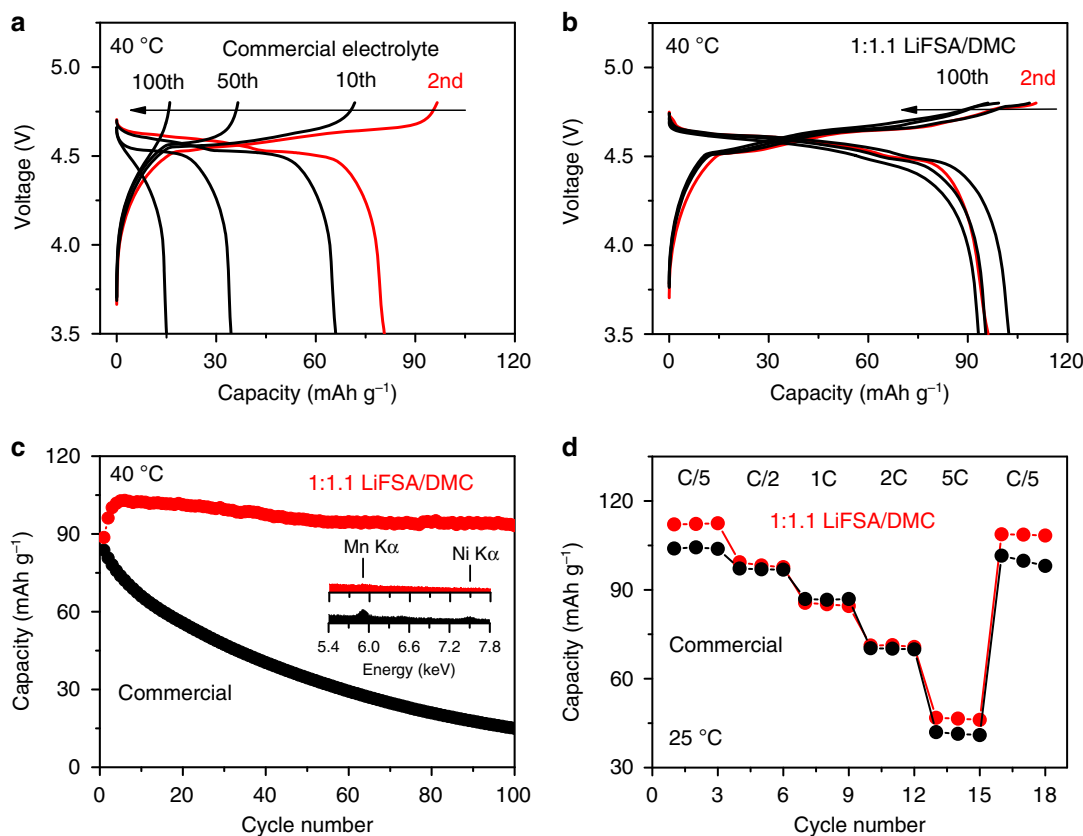 a
40 °C
Commercial electrolyte
100th 50th 10th 2nd
5.0
4.5
4.0
3.5
Voltage (V)
0 30 60 90 120
Capacity (mAh g⁻¹)
b
40 °C
1:1.1 LiFSA/DMC
100th 2nd
5.0
4.5
4.0
3.5
Voltage (V)
0 30 60 90 120
Capacity (mAh g⁻¹)
c
40 °C
1:1.1 LiFSA/DMC
120
90
60
30
0
Capacity (mAh g⁻¹)
Mn Kα
Ni Kα
5.4 6.0 6.6 7.2 7.8
Energy (keV)
Commercial
0 20 40 60 80 100
Cycle number
d
C/5 C/2 1C 2C 5C C/5
1:1.1 LiFSA/DMC
120
90
60
30
Capacity (mAh g⁻¹)
Commercial
25 °C
0 3 6 9 12 15 18
Cycle number